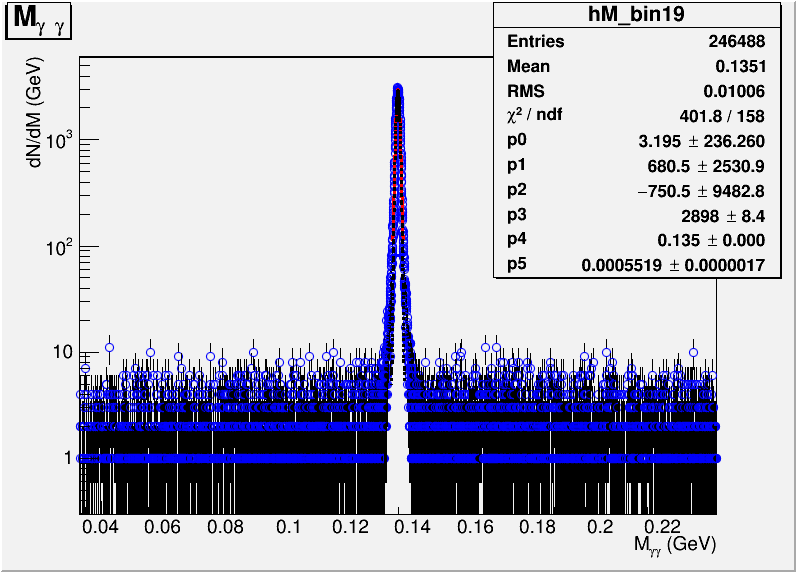 M γ γ
hM_bin19
Entries 246488
Mean 0.1351
RMS 0.01006
χ² / ndf 401.8 / 158
p0 3.195 ± 236.260
p1 680.5 ± 2530.9
p2 −750.5 ± 9482.8
p3 2898 ± 8.4
p4 0.135 ± 0.000
p5 0.0005519 ± 0.0000017
dN/dM (GeV)
10³
10²
10
1
0.04 0.06 0.08 0.1 0.12 0.14 0.16 0.18 0.2 0.22
Mγγ (GeV)